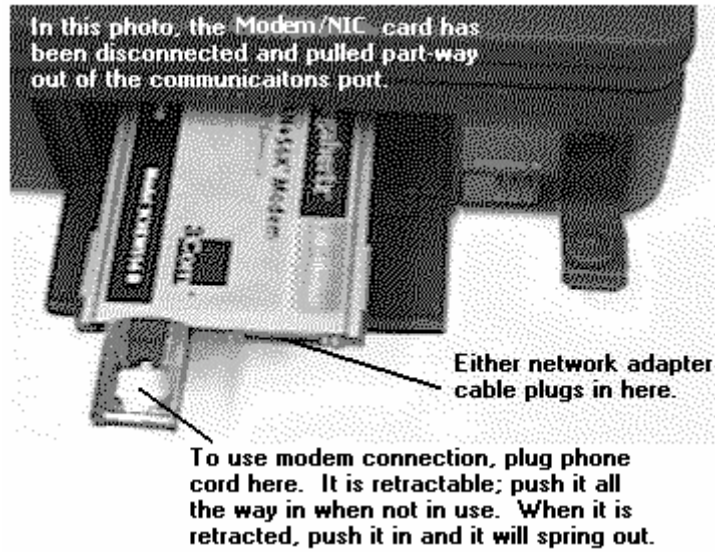 In this photo, the Modem/NIC card has
been disconnected and pulled part-way
out of the communicaitons port.
3Com
Either network adapter
cable plugs in here.
To use modem connection, plug phone
cord here. It is retractable; push it all
the way in when not in use. When it is
retracted, push it in and it will spring out.